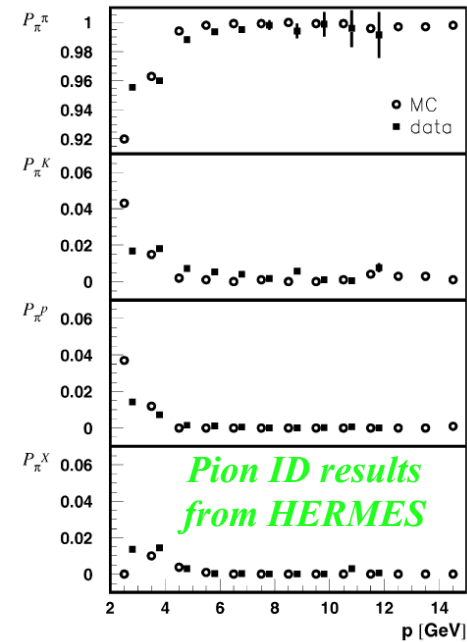 P_π^π
1
0.98
0.96
0.94
0.92
MC
data
P_π^K
0.06
0.04
0.02
0
P_π^p
0.06
0.04
0.02
0
P_π^X
0.06
0.04
0.02
0
Pion ID results
from HERMES
2 4 6 8 10 12 14
p [GeV]